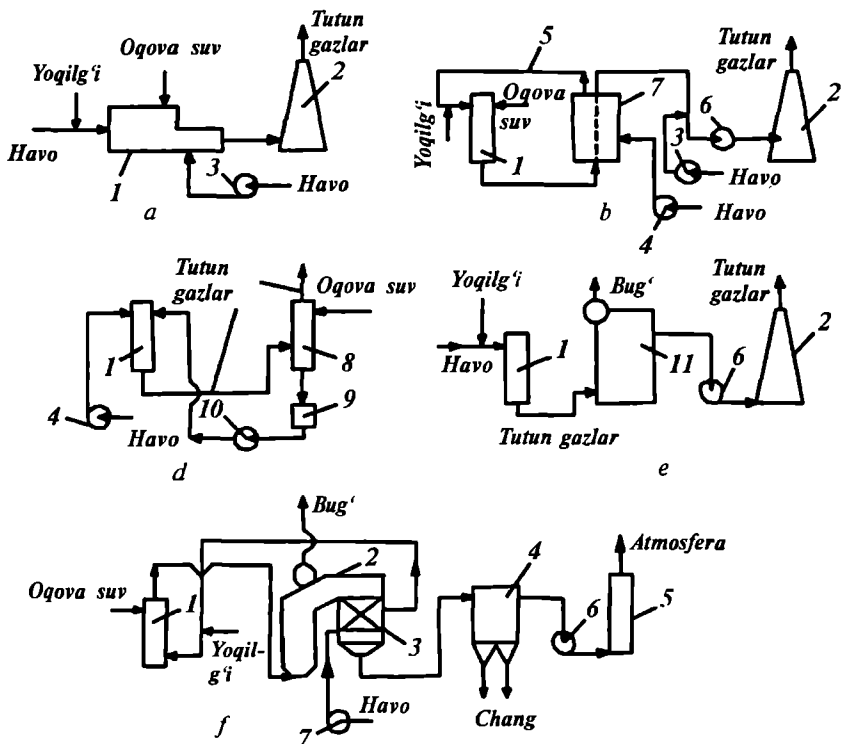 Tutun
gazlar
Oqova suv
Yoqilg‘i
2
Havo
1
3
Havo
a
5
Tutun
gazlar
Oqova
suv
7
6
2
Yoqilg‘i
1
3
Havo
b
4
Havo
Tutun
gazlar
Oqova suv
1
8
4
Havo
10
9
d
Yoqilg‘i
Bug‘
Tutun
gazlar
Havo
1
2
11
6
Tutun gazlar
e
Bug‘
2
4
Atmosfera
Oqova suv
1
3
6
5
Yoqil-
g‘i
Havo
7
Chang
f